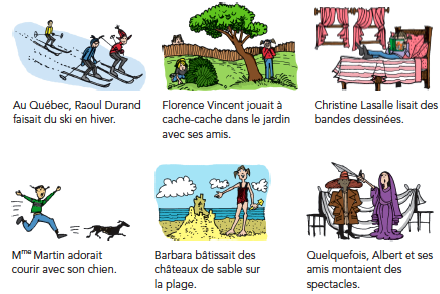 Au Québec, Raoul Durand
faisait du ski en hiver.
Florence Vincent jouait à
cache-cache dans le jardin
avec ses amis.
Christine Lasalle lisait des
bandes dessinées.
Mme Martin adorait
courir avec son chien.
Barbara bâtissait des
châteaux de sable sur
la plage.
Quelquefois, Albert et ses
amis montaient des
spectacles.